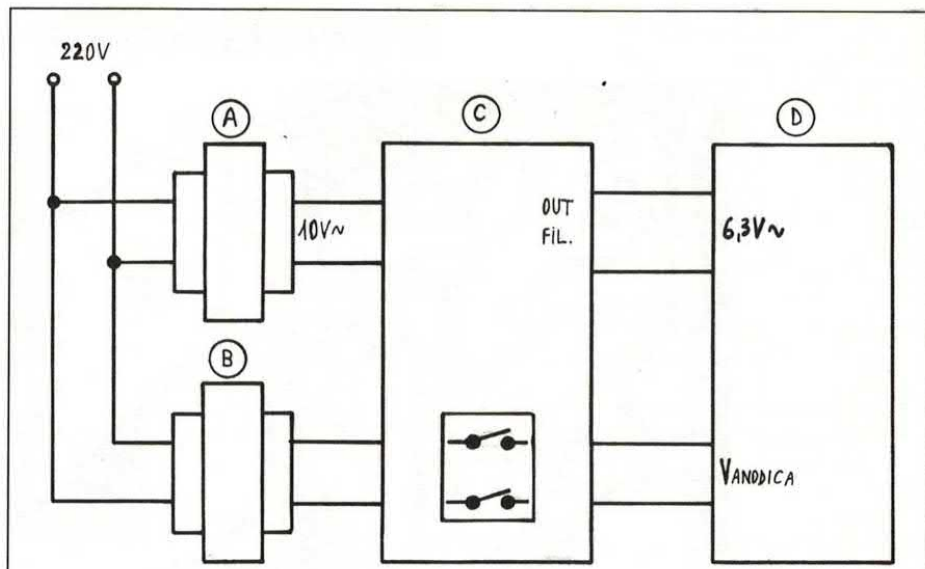 220V
A
C
D
10V~
OUT
FIL.
6,3V~
B
VANODICA